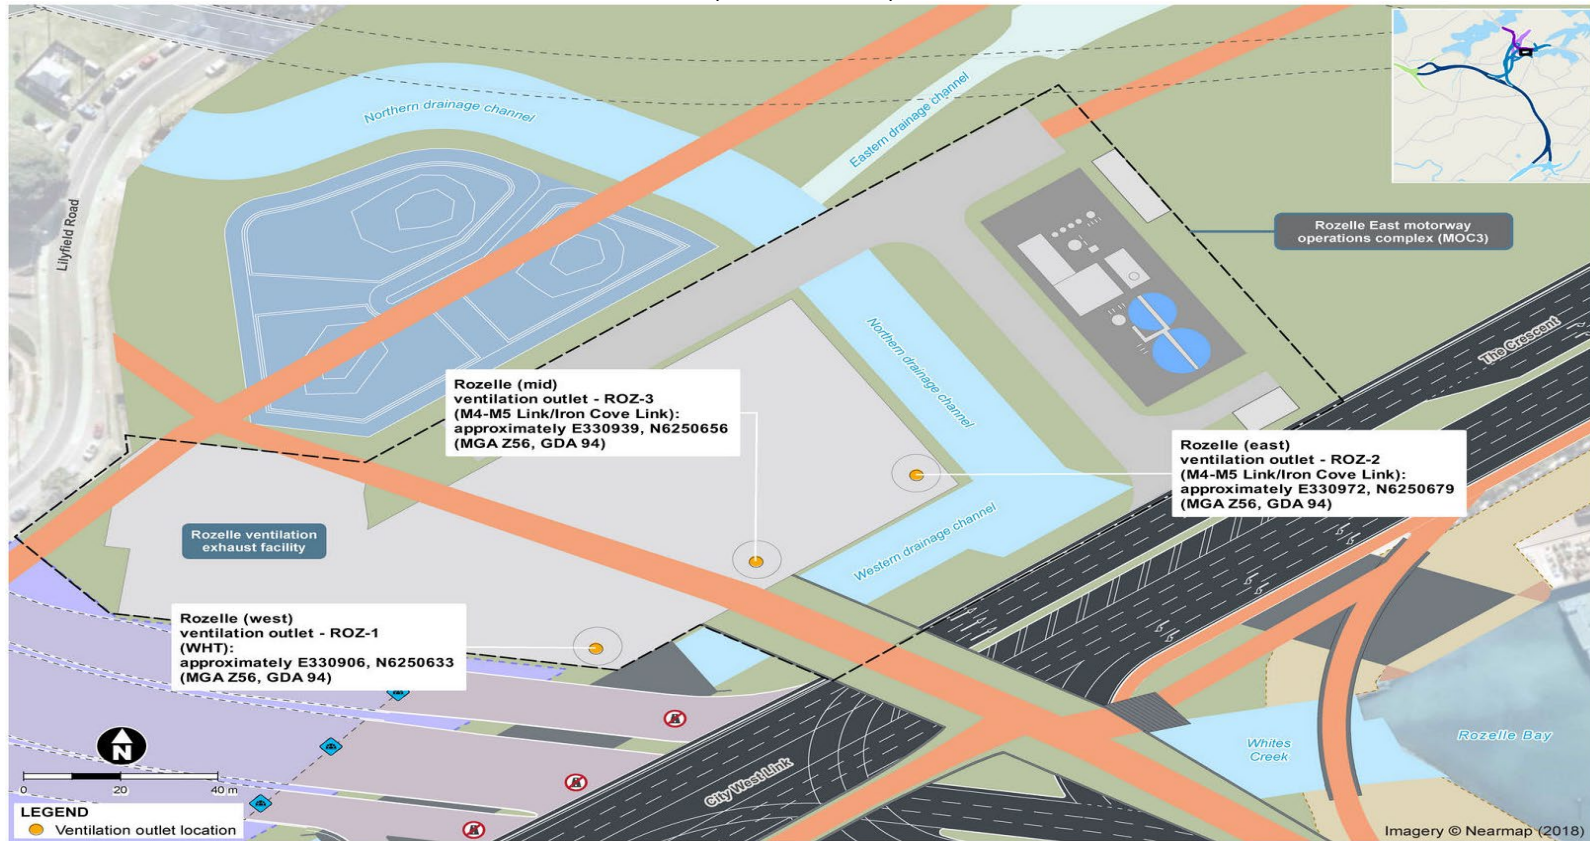 Northern drainage channel
Eastern drainage channel
Lilyfield Road
Rozelle East motorway
operations complex (MOC3)
The Crescent
Northern drainage channel
Rozelle (mid)
ventilation outlet - ROZ-3
(M4-M5 Link/Iron Cove Link):
approximately E330939, N6250656
(MGA Z56, GDA 94)
Rozelle (east)
ventilation outlet - ROZ-2
(M4-M5 Link/Iron Cove Link):
approximately E330972, N6250679
(MGA Z56, GDA 94)
Rozelle ventilation
exhaust facility
Western drainage channel
Rozelle (west)
ventilation outlet - ROZ-1
(WHT):
approximately E330906, N6250633
(MGA Z56, GDA 94)
N
0 20 40 m
City West Link
Whites
Creek
Rozelle Bay
LEGEND
Ventilation outlet location
Imagery © Nearmap (2018)